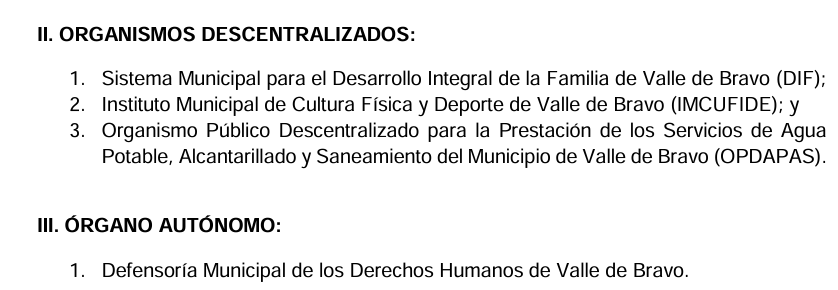 II. ORGANISMOS DESCENTRALIZADOS:
1. Sistema Municipal para el Desarrollo Integral de la Familia de Valle de Bravo (DIF);
2. Instituto Municipal de Cultura Física y Deporte de Valle de Bravo (IMCUFIDE); y
3. Organismo Público Descentralizado para la Prestación de los Servicios de Agua
Potable, Alcantarillado y Saneamiento del Municipio de Valle de Bravo (OPDAPAS).
III. ÓRGANO AUTÓNOMO:
1. Defensoría Municipal de los Derechos Humanos de Valle de Bravo.